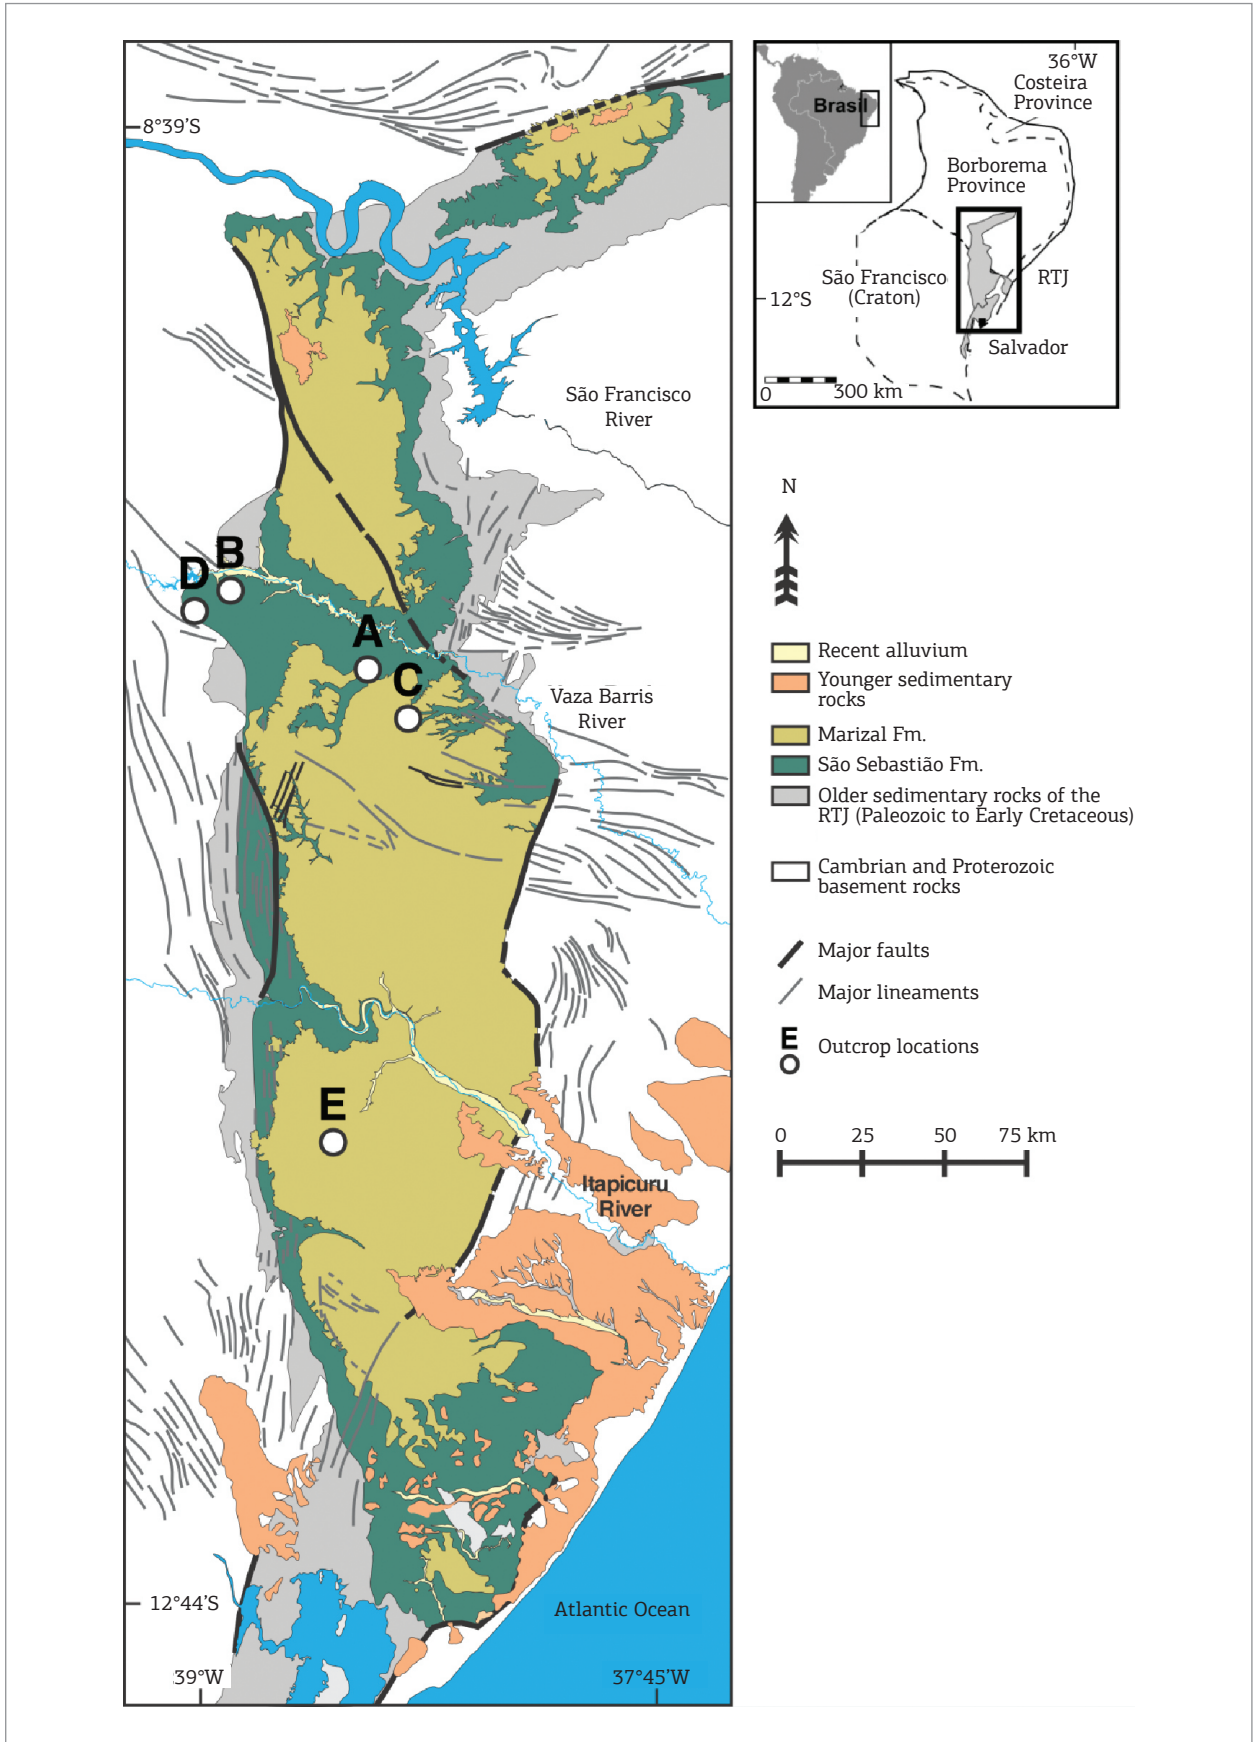 8°39'S
São Francisco
River
B
D
A
C
Vaza Barris
River
E
Itapicuru
River
12°44'S
Atlantic Ocean
39°W
37°45'W
Brasil
36°W
Costeira
Province
Borborema
Province
São Francisco
(Craton)
RTJ
12°S
Salvador
0
300 km
N
Recent alluvium
Younger sedimentary
rocks
Marizal Fm.
São Sebastião Fm.
Older sedimentary rocks of the
RTJ (Paleozoic to Early Cretaceous)
Cambrian and Proterozoic
basement rocks
Major faults
Major lineaments
E
Outcrop locations
0 25 50 75 km